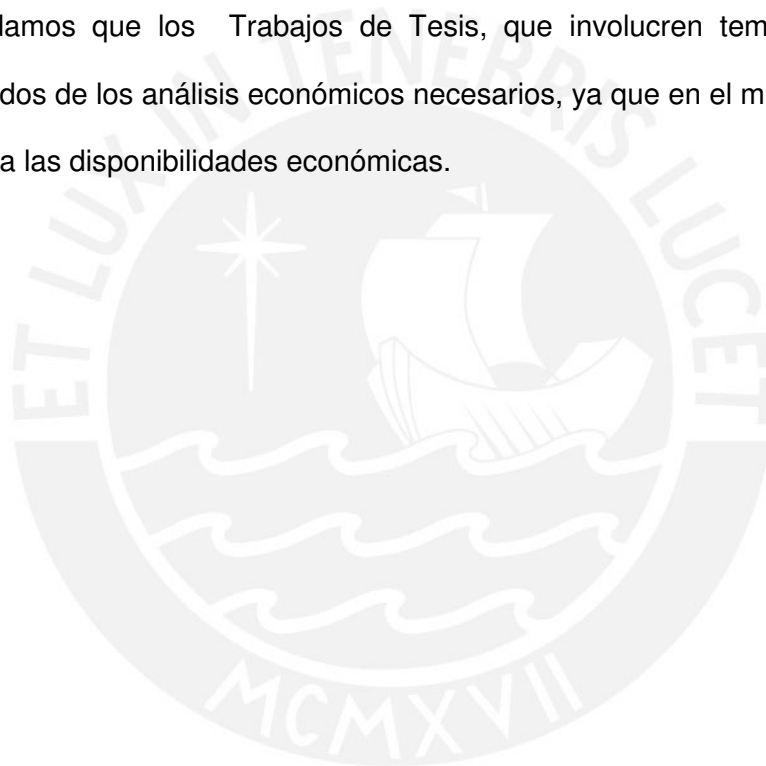 damos que los Trabajos de Tesis, que involucren tem
dos de los análisis económicos necesarios, ya que en el m
a las disponibilidades económicas.
ET LUX IN TENEBRIS LUCET
MCMXVII